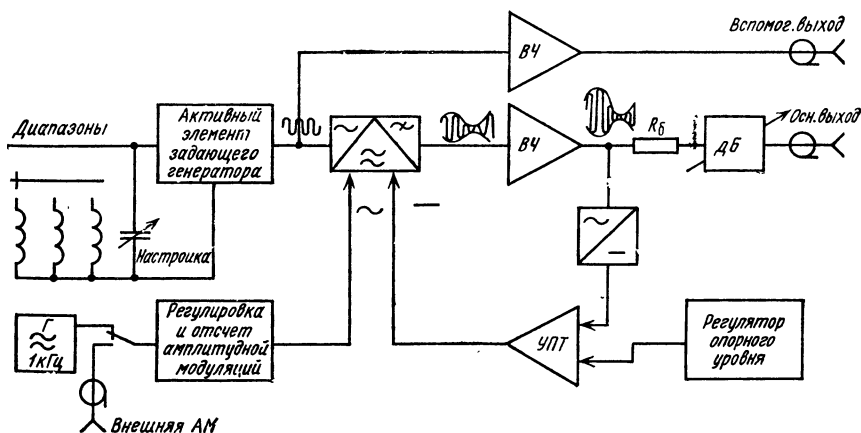 Вспомог. выход
ВЧ
Диапазоны
Активный
элемент
задающего
генератора
ВЧ
Rб
дБ
Осн. выход
Настройка
Г
1кГц
Регулировка
и отсчет
амплитудной
модуляций
УПТ
Регулятор
опорного
уровня
Внешняя АМ